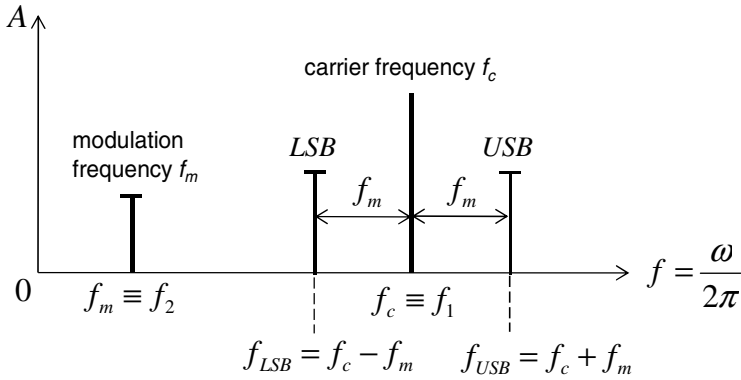 A
carrier frequency f_c
modulation
frequency f_m
LSB
USB
f_m
f_m
f = ω/2π
0
f_m ≡ f_2
f_c ≡ f_1
f_LSB = f_c − f_m
f_USB = f_c + f_m